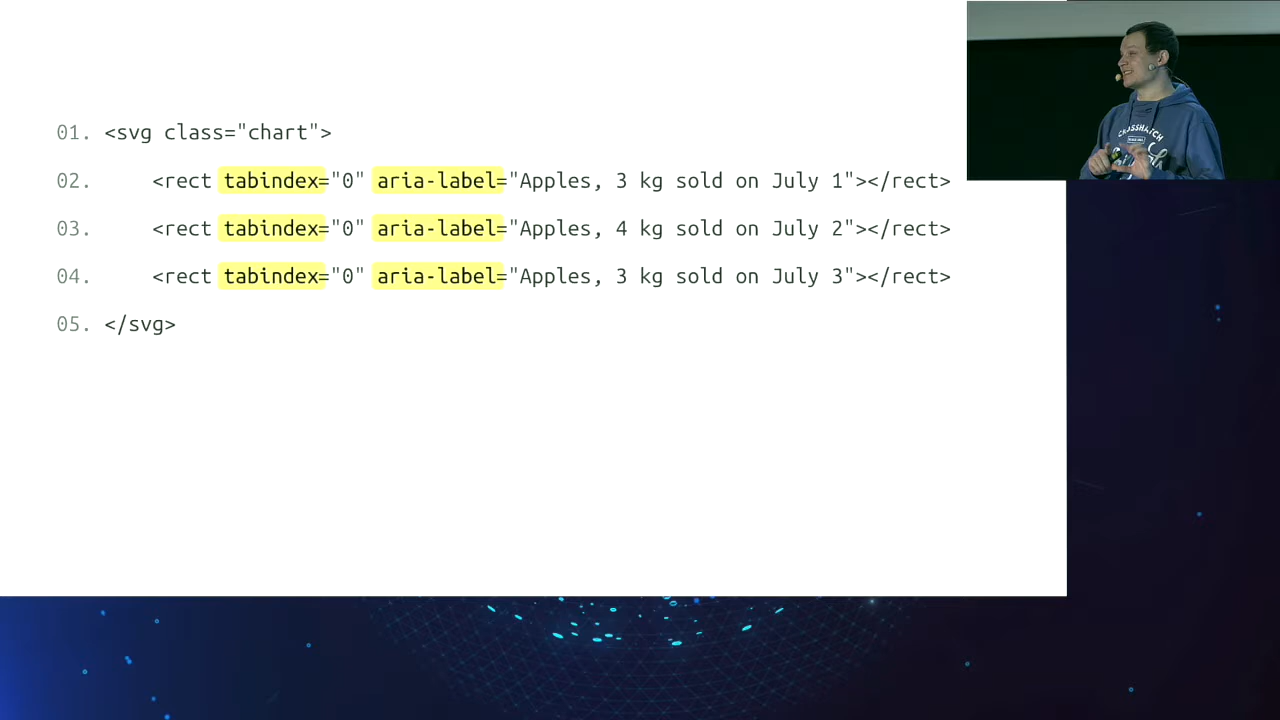 01. <svg class="chart">
02. <rect tabindex="0" aria-label="Apples, 3 kg sold on July 1"></rect>
03. <rect tabindex="0" aria-label="Apples, 4 kg sold on July 2"></rect>
04. <rect tabindex="0" aria-label="Apples, 3 kg sold on July 3"></rect>
05. </svg>
CROSSHATCH